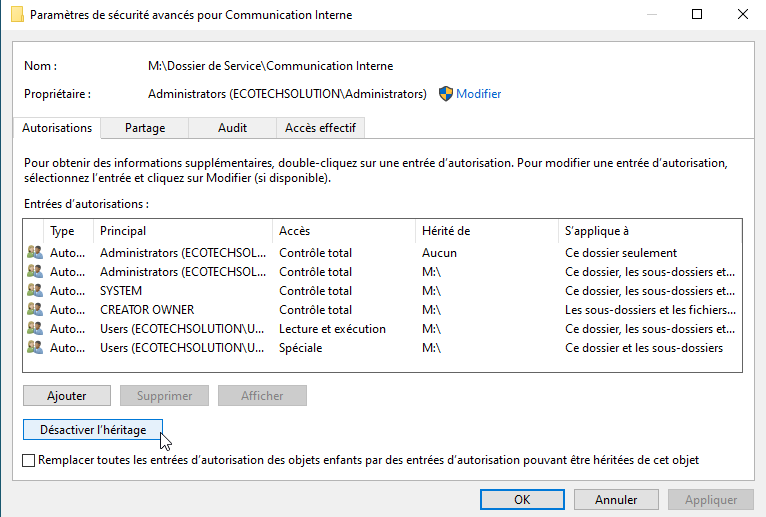 Paramètres de sécurité avancés pour Communication Interne
Nom : M:\Dossier de Service\Communication Interne
Propriétaire : Administrators (ECOTECHSOLUTION\Administrators) Modifier
Autorisations Partage Audit Accès effectif
Pour obtenir des informations supplémentaires, double-cliquez sur une entrée d'autorisation. Pour modifier une entrée d'autorisation,
sélectionnez l'entrée et cliquez sur Modifier (si disponible).
Entrées d'autorisations :
Type Principal Accès Hérité de S'applique à
Auto... Administrators (ECOTECHSOL... Contrôle total Aucun Ce dossier seulement
Auto... Administrators (ECOTECHSOL... Contrôle total M:\ Ce dossier, les sous-dossiers et...
Auto... SYSTEM Contrôle total M:\ Ce dossier, les sous-dossiers et...
Auto... CREATOR OWNER Contrôle total M:\ Les sous-dossiers et les fichiers...
Auto... Users (ECOTECHSOLUTION\U... Lecture et exécution M:\ Ce dossier, les sous-dossiers et...
Auto... Users (ECOTECHSOLUTION\U... Spéciale M:\ Ce dossier et les sous-dossiers
Ajouter Supprimer Afficher
Désactiver l'héritage
Remplacer toutes les entrées d'autorisation des objets enfants par des entrées d'autorisation pouvant être héritées de cet objet
OK Annuler Appliquer